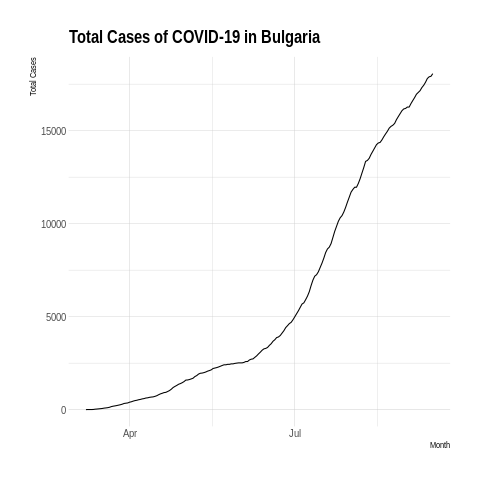 Total Cases of COVID-19 in Bulgaria
Total Cases
15000
10000
5000
0
Apr
Jul
Month